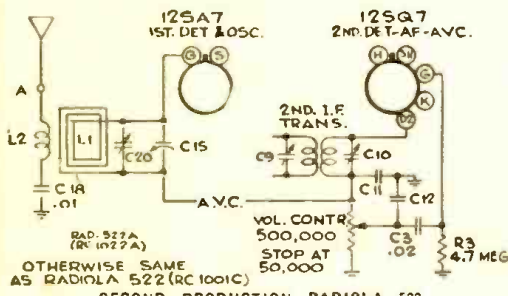 12SA7
1ST. DET & OSC.
G S
12SQ7
2ND. DET-AF-AVC.
H SH
G
K
D2
A
L2
L1
C20
C15
2ND. I.F.
TRANS.
C9
C10
C11
C12
C18
.01
A.V.C.
VOL. CONTR
500,000
STOP AT
50,000
C3
.02
R3
4.7 MEG
RAD. 522A
(RC 1022A)
OTHERWISE SAME
AS RADIOLA 522 (RC 1001C)
SECOND PRODUCTION RADIOLA 522